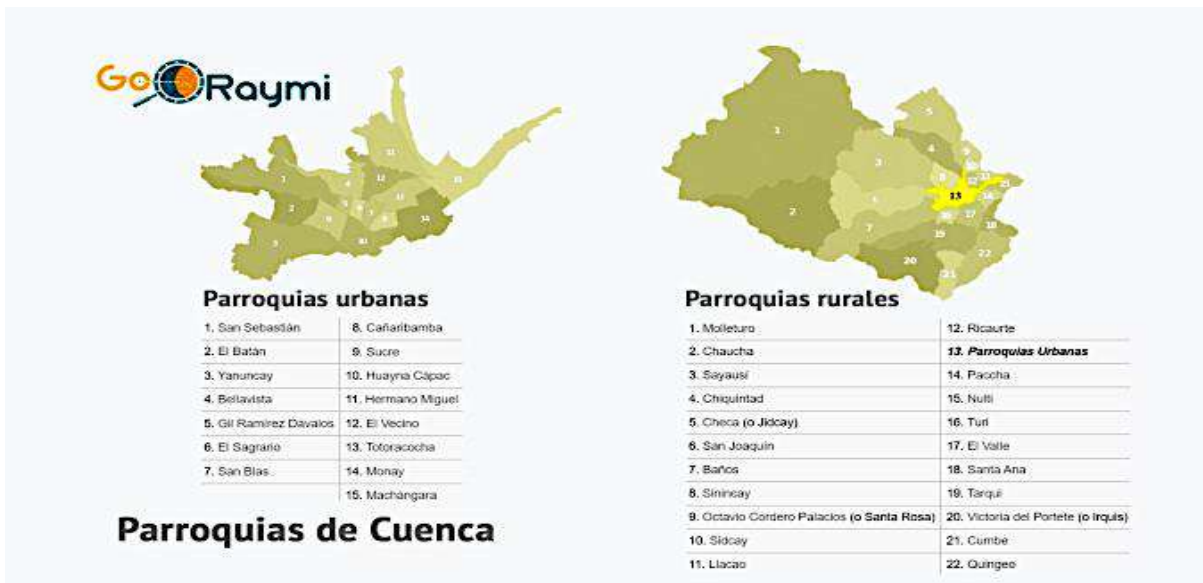 GoRaymi
Parroquias urbanas
1. San Sebastián
2. El Batán
3. Yanuncay
4. Bellavista
5. Gil Ramírez Davalos
6. El Sagrario
7. San Blas
8. Cañaribamba
9. Sucre
10. Huayna Cápac
11. Hermano Miguel
12. El Vecino
13. Totoracocha
14. Monay
15. Machángara
Parroquias de Cuenca
Parroquias rurales
1. Molleturo
2. Chaucha
3. Sayausí
4. Chiquintad
5. Checa (o Jidcay)
6. San Joaquín
7. Baños
8. Sinincay
9. Octavio Cordero Palacios (o Santa Rosa)
10. Sidcay
11. Llacao
12. Ricaurte
13. Parroquias Urbanas
14. Paccha
15. Nulti
16. Turi
17. El Valle
18. Santa Ana
19. Tarqui
20. Victoria del Portete (o Irquis)
21. Cumbe
22. Quingeo